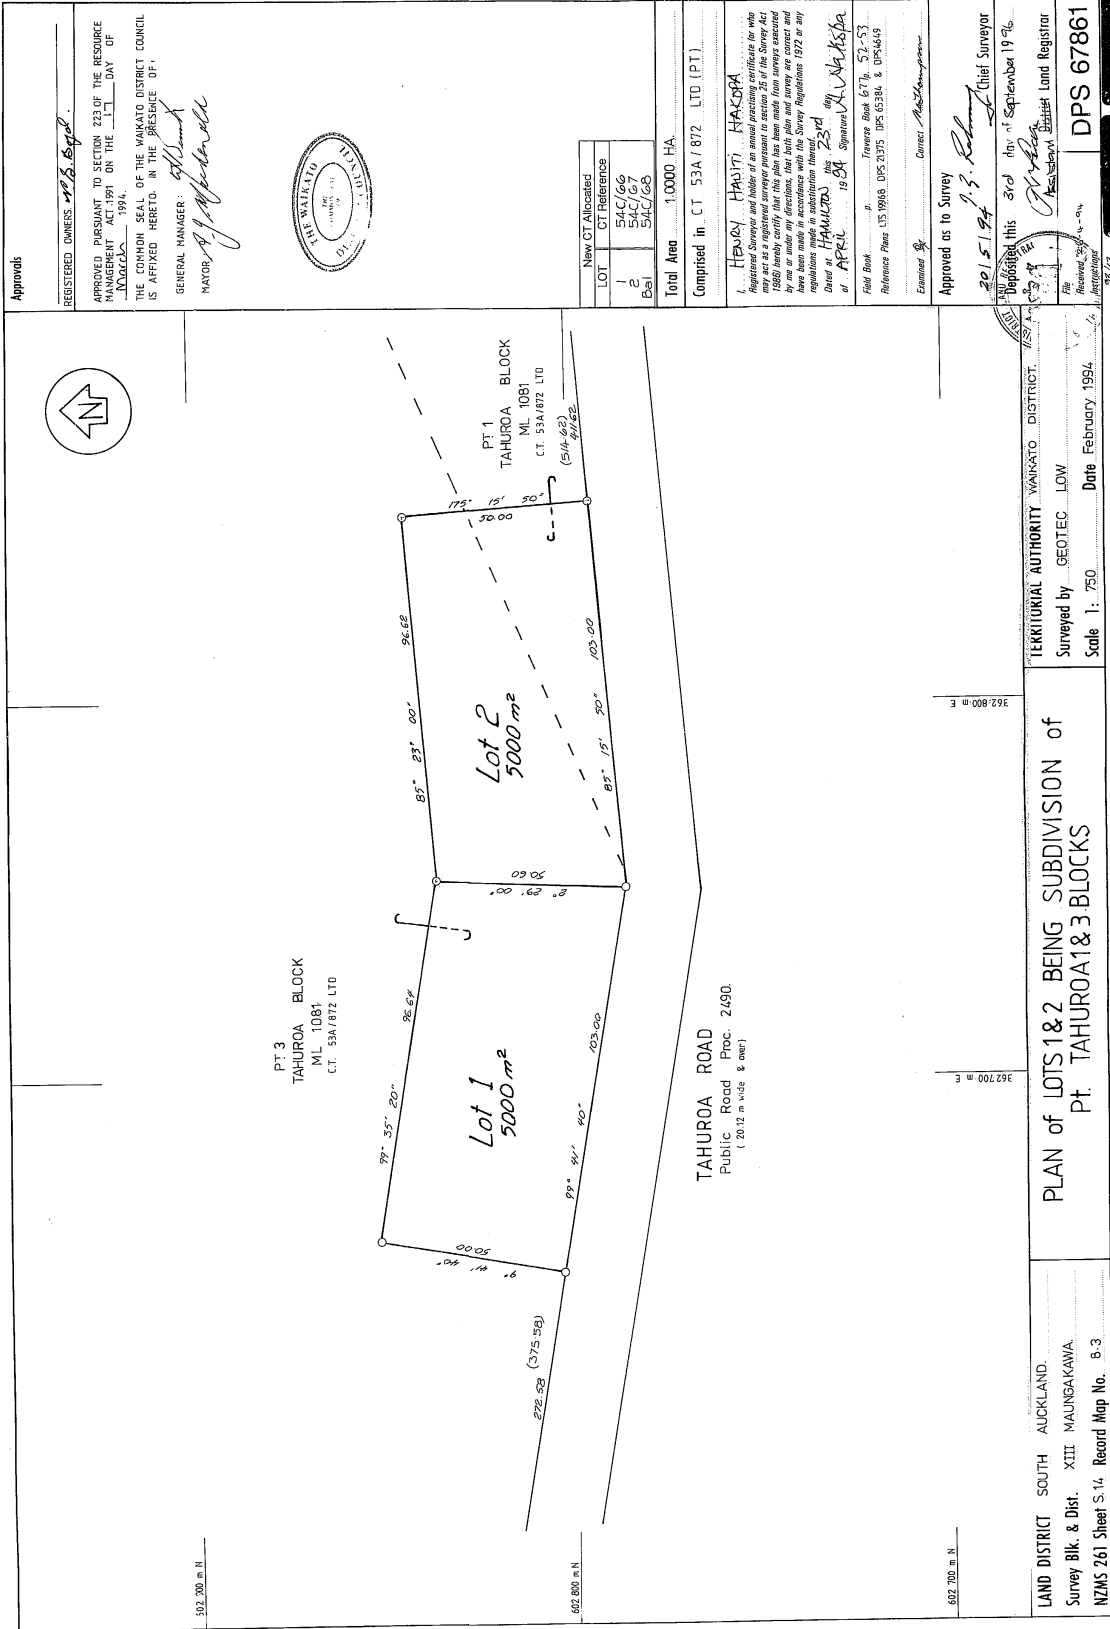 Approvals
REGISTERED OWNERS
APPROVED PURSUANT TO SECTION 223 OF THE RESOURCE
MANAGEMENT ACT 1991 ON THE 17 DAY OF
March 1994.
THE COMMON SEAL OF THE WAIKATO DISTRICT COUNCIL
IS AFFIXED HERETO IN THE PRESENCE OF:
GENERAL MANAGER:
MAYOR
THE WAIKATO
New CT Allocated
LOT CT Reference
1 54C/66
2 54C/67
Bal 54C/68
Total Area 1.0000 HA.
Comprised in CT 53A / 872 LTD (PT)
I, HENRY HAUITI HAKOPA
Registered Surveyor and holder of an annual practising certificate (or who
may act as a registered surveyor pursuant to section 25 of the Survey Act
1986) hereby certify that this plan has been made from surveys executed
by me or under my directions, that both plan and survey are correct and
have been made in accordance with the Survey Regulations 1972 or any
regulations made in substitution thereof.
Dated at HAMILTON this 23rd day
of APRIL 1994 Signature
Field Book p. Traverse Book 677 p. 52-53
Reference Plans LTS 19968 DPS 21375 DPS 65384 & DPS 4649
Examined Correct
Approved as to Survey
30/5/94 Chief Surveyor
Deposited this 3rd day of September 1996
Assistant District Land Registrar
File
Received
Instructions
DPS 67861
N
PT 3
TAHUROA BLOCK
ML 1081
C.T. 53A/872 LTD
PT 1
TAHUROA BLOCK
ML 1081
C.T. 53A/872 LTD
(514·62)
411·62
99° 35' 20"
96.64
85° 23' 00"
96.62
175° 15' 50"
50.00
Lot 1
5000 m²
Lot 2
5000 m²
2° 29' 00"
50.60
9° 41' 40"
50.00
99° 41' 40"
103.00
85° 15' 50"
103.00
272.58 (375·58)
TAHUROA ROAD
Public Road Proc. 2490.
( 20.12 m wide & over)
602 800 m N
602 700 m N
362·700 m E
362·800 m E
LAND DISTRICT SOUTH AUCKLAND.
Survey Blk. & Dist. XIII MAUNGAKAWA.
NZMS 261 Sheet S.14 Record Map No. 8·3
PLAN of LOTS 1 & 2 BEING SUBDIVISION of
Pt. TAHUROA 1 & 3 BLOCKS
TERRITORIAL AUTHORITY WAIKATO DISTRICT.
Surveyed by GEOTEC LOW
Scale 1: 750 Date February 1994